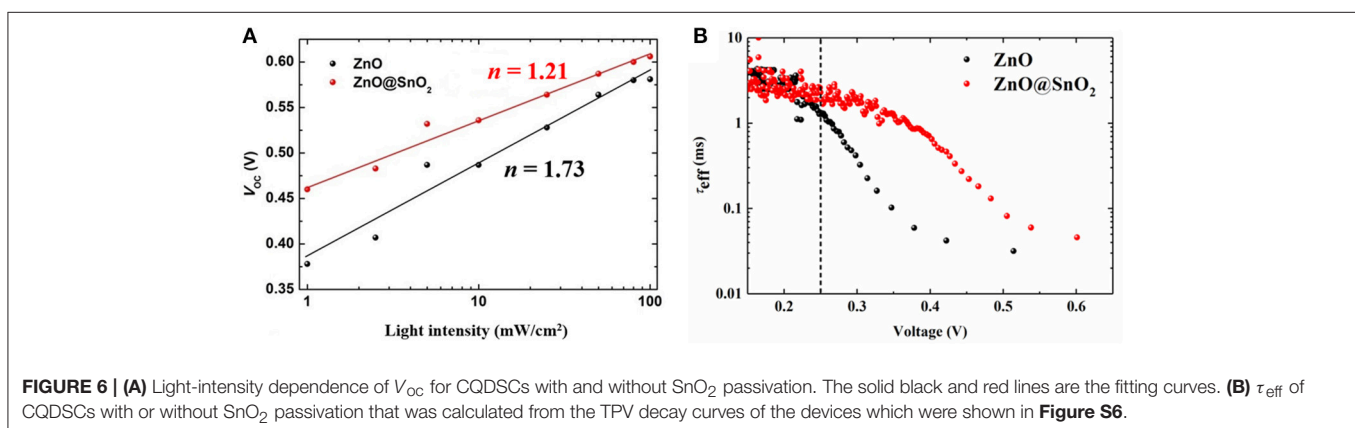 A
ZnO
ZnO@SnO₂
n = 1.21
n = 1.73
0.60
0.55
0.50
0.45
0.40
0.35
Voc (V)
1
10
100
Light intensity (mW/cm²)
B
ZnO
ZnO@SnO₂
10
1
0.1
0.01
τeff (ms)
0.2
0.3
0.4
0.5
0.6
Voltage (V)
FIGURE 6 | (A) Light-intensity dependence of Voc for CQDSCs with and without SnO₂ passivation. The solid black and red lines are the fitting curves. (B) τeff of
CQDSCs with or without SnO₂ passivation that was calculated from the TPV decay curves of the devices which were shown in Figure S6.